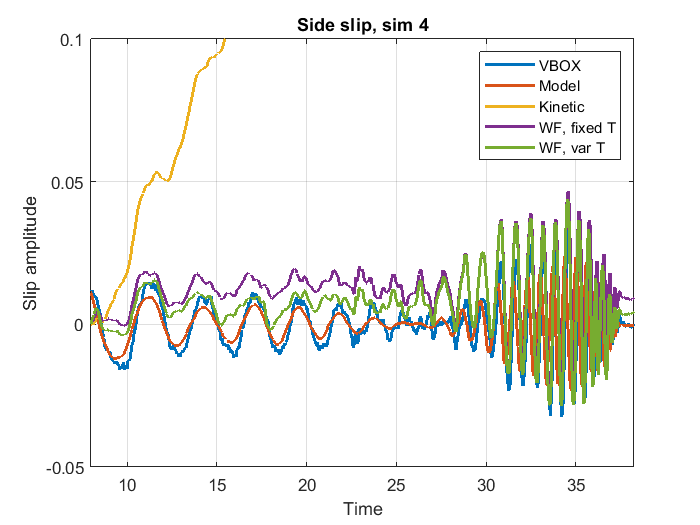 Side slip, sim 4
0.1
0.05
0
-0.05
Slip amplitude
VBOX
Model
Kinetic
WF, fixed T
WF, var T
10 15 20 25 30 35
Time